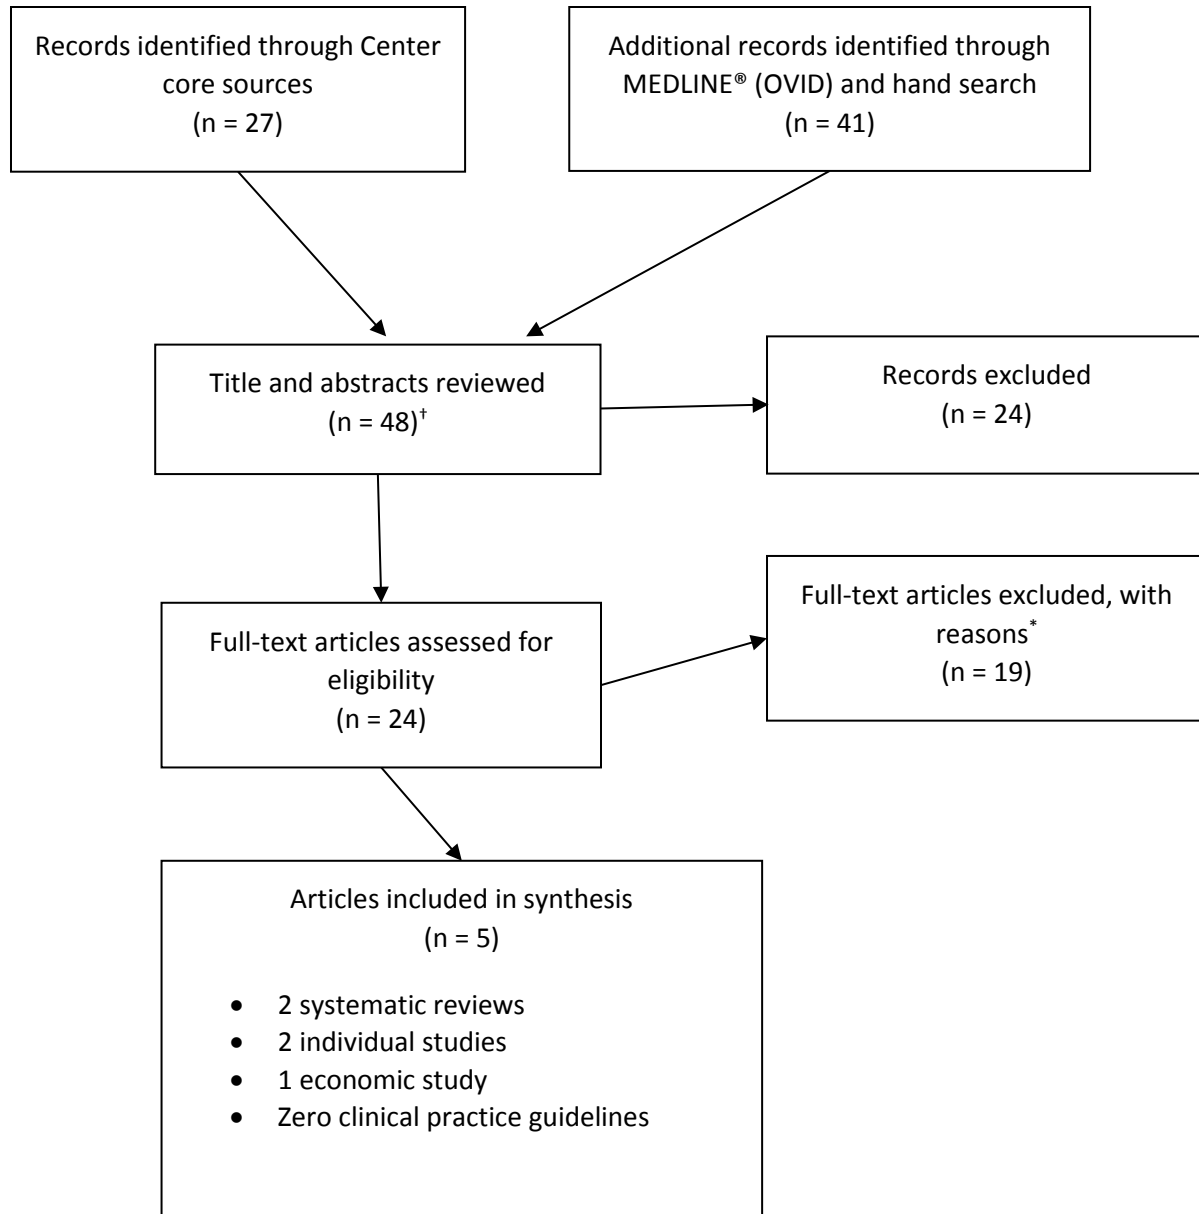 Records identified through Center
core sources
(n = 27)
Additional records identified through
MEDLINE® (OVID) and hand search
(n = 41)
Title and abstracts reviewed
(n = 48)†
Records excluded
(n = 24)
Full-text articles assessed for
eligibility
(n = 24)
Full-text articles excluded, with
reasons*
(n = 19)
Articles included in synthesis
(n = 5)
• 2 systematic reviews
• 2 individual studies
• 1 economic study
• Zero clinical practice guidelines